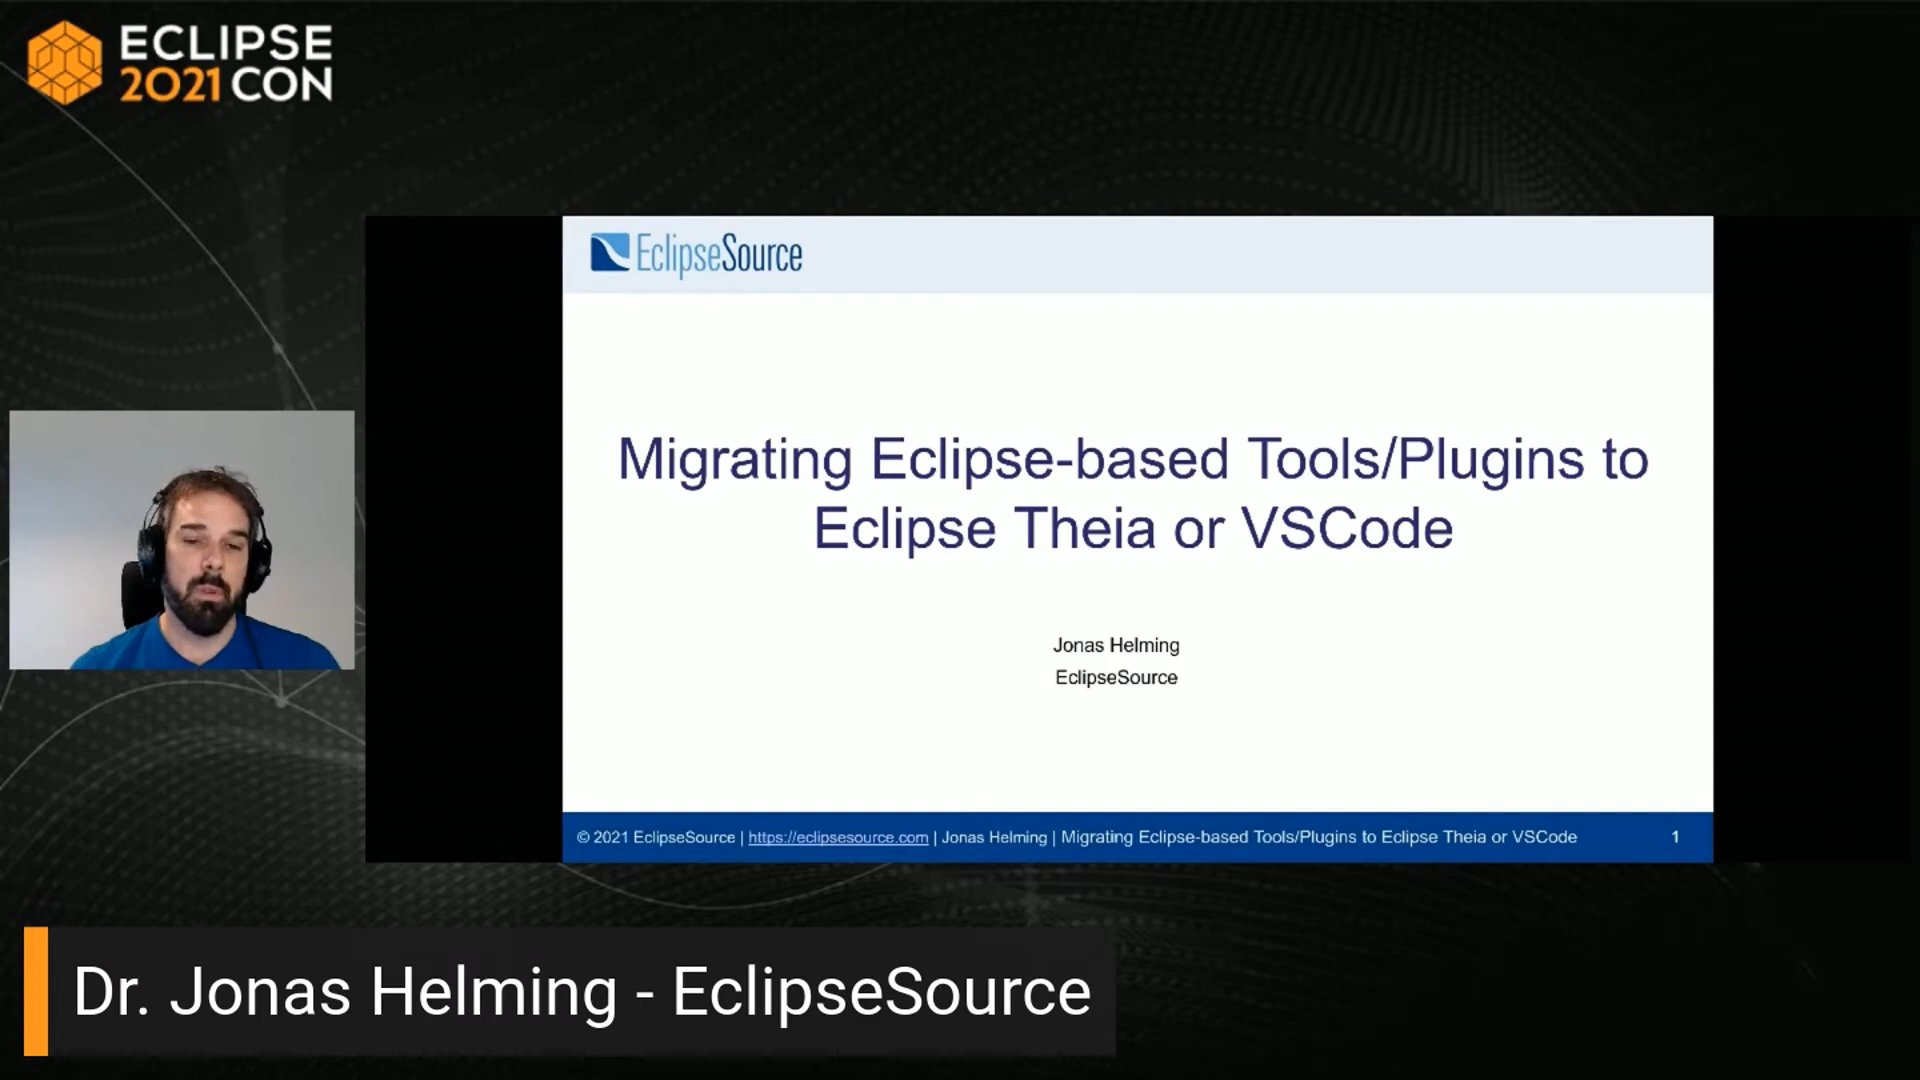 ECLIPSE
2021 CON
EclipseSource
Migrating Eclipse-based Tools/Plugins to
Eclipse Theia or VSCode
Jonas Helming
EclipseSource
© 2021 EclipseSource | https://eclipsesource.com | Jonas Helming | Migrating Eclipse-based Tools/Plugins to Eclipse Theia or VSCode 1
Dr. Jonas Helming - EclipseSource